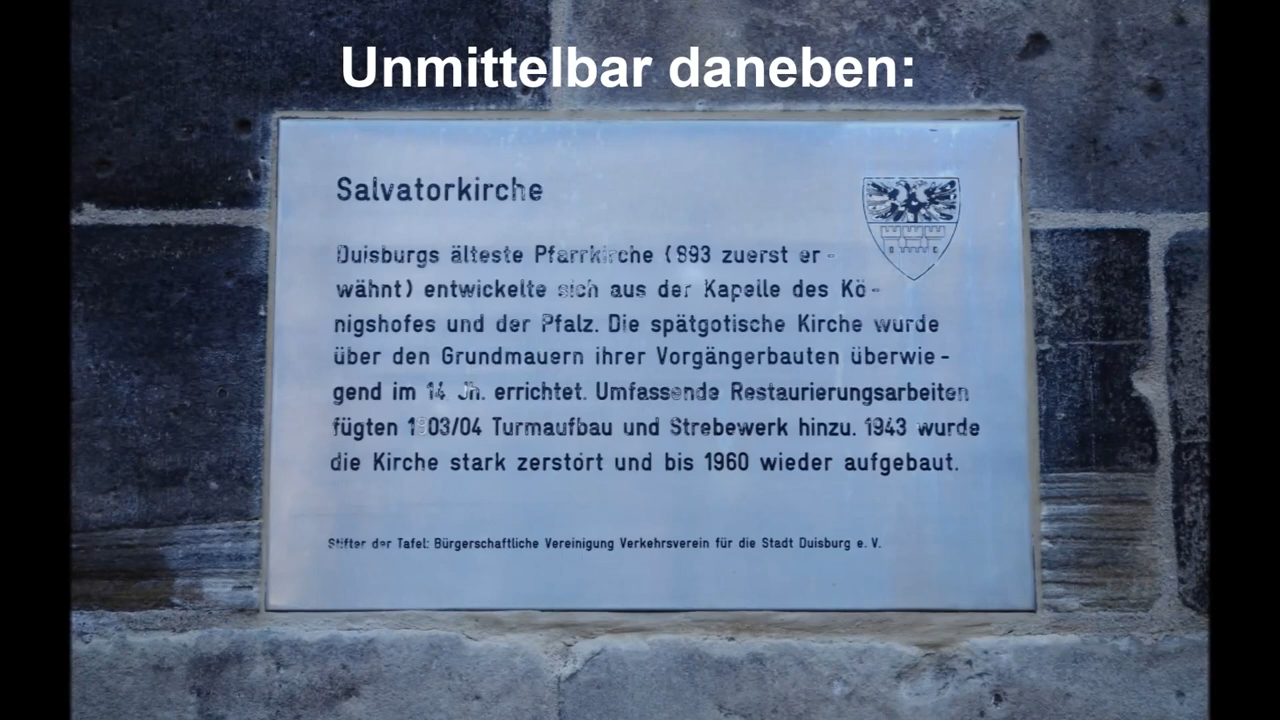 Unmittelbar daneben:
Salvatorkirche
Duisburgs älteste Pfarrkirche (893 zuerst er-
wähnt) entwickelte sich aus der Kapelle des Kö-
nigshofes und der Pfalz. Die spätgotische Kirche wurde
über den Grundmauern ihrer Vorgängerbauten überwie-
gend im 14 Jh. errichtet. Umfassende Restaurierungsarbeiten
fügten 1903/04 Turmaufbau und Strebewerk hinzu. 1943 wurde
die Kirche stark zerstört und bis 1960 wieder aufgebaut.
Stifter der Tafel: Bürgerschaftliche Vereinigung Verkehrsverein für die Stadt Duisburg e. V.